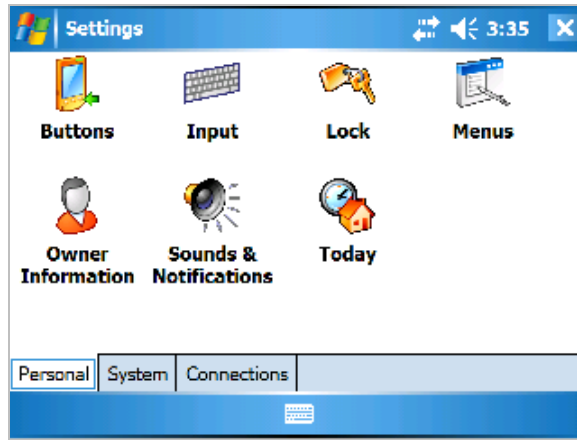 Settings
3:35
Buttons
Input
Lock
Menus
Owner
Information
Sounds &
Notifications
Today
Personal
System
Connections